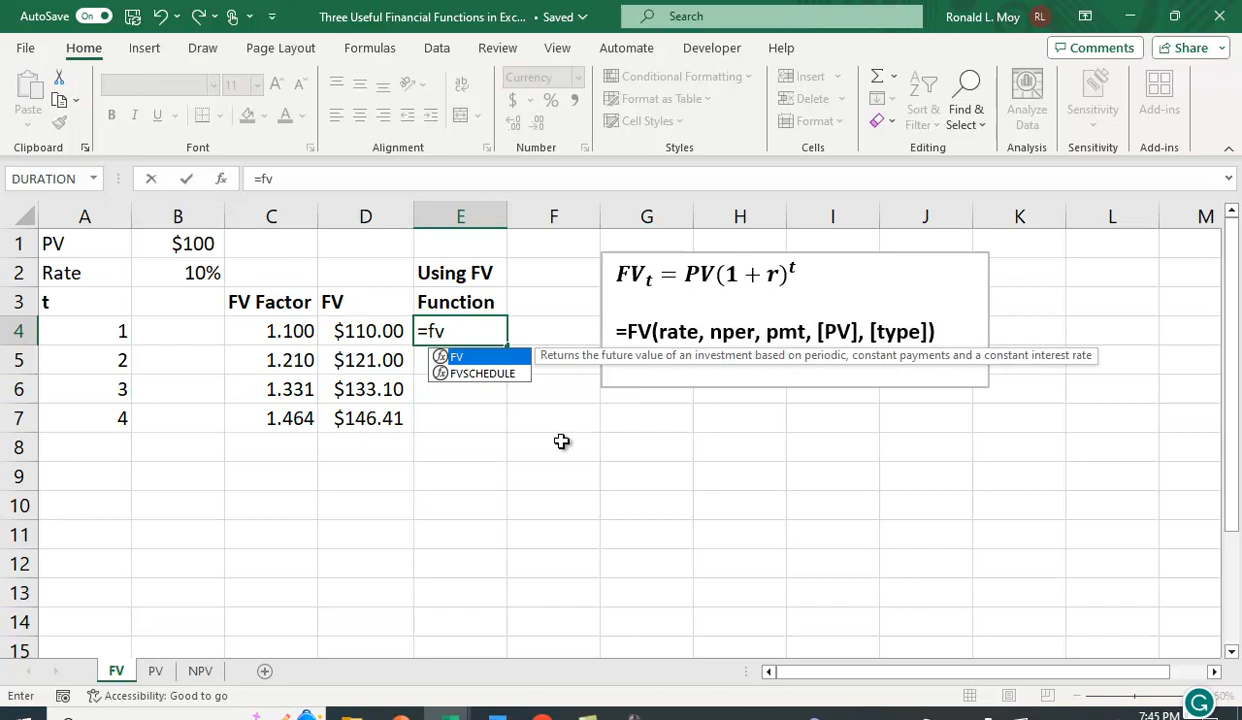 AutoSave On Three Useful Financial Functions in Exc... • Saved Search Ronald L. Moy RL
File Home Insert Draw Page Layout Formulas Data Review View Automate Developer Help Comments Share
Paste 11 A A ab Currency Conditional Formatting Insert Sort & Find & Analyze Sensitivity Add-ins
B I U A $ % 9 Format as Table Delete Filter Select Data
Cell Styles Format
Clipboard Font Alignment Number Styles Cells Editing Analysis Sensitivity Add-ins
DURATION fx =fv
A B C D E F G H I J K L M
1 PV $100
2 Rate 10% Using FV
3 t FV Factor FV Function
4 1 1.100 $110.00 =fv
5 2 1.210 $121.00
6 3 1.331 $133.10
7 4 1.464 $146.41
8
9
10
11
12
13
14
15
FV
FVSCHEDULE
FVₜ = PV(1 + r)ᵗ
=FV(rate, nper, pmt, [PV], [type])
Returns the future value of an investment based on periodic, constant payments and a constant interest rate
FV PV NPV
Enter Accessibility: Good to go
7:45 PM